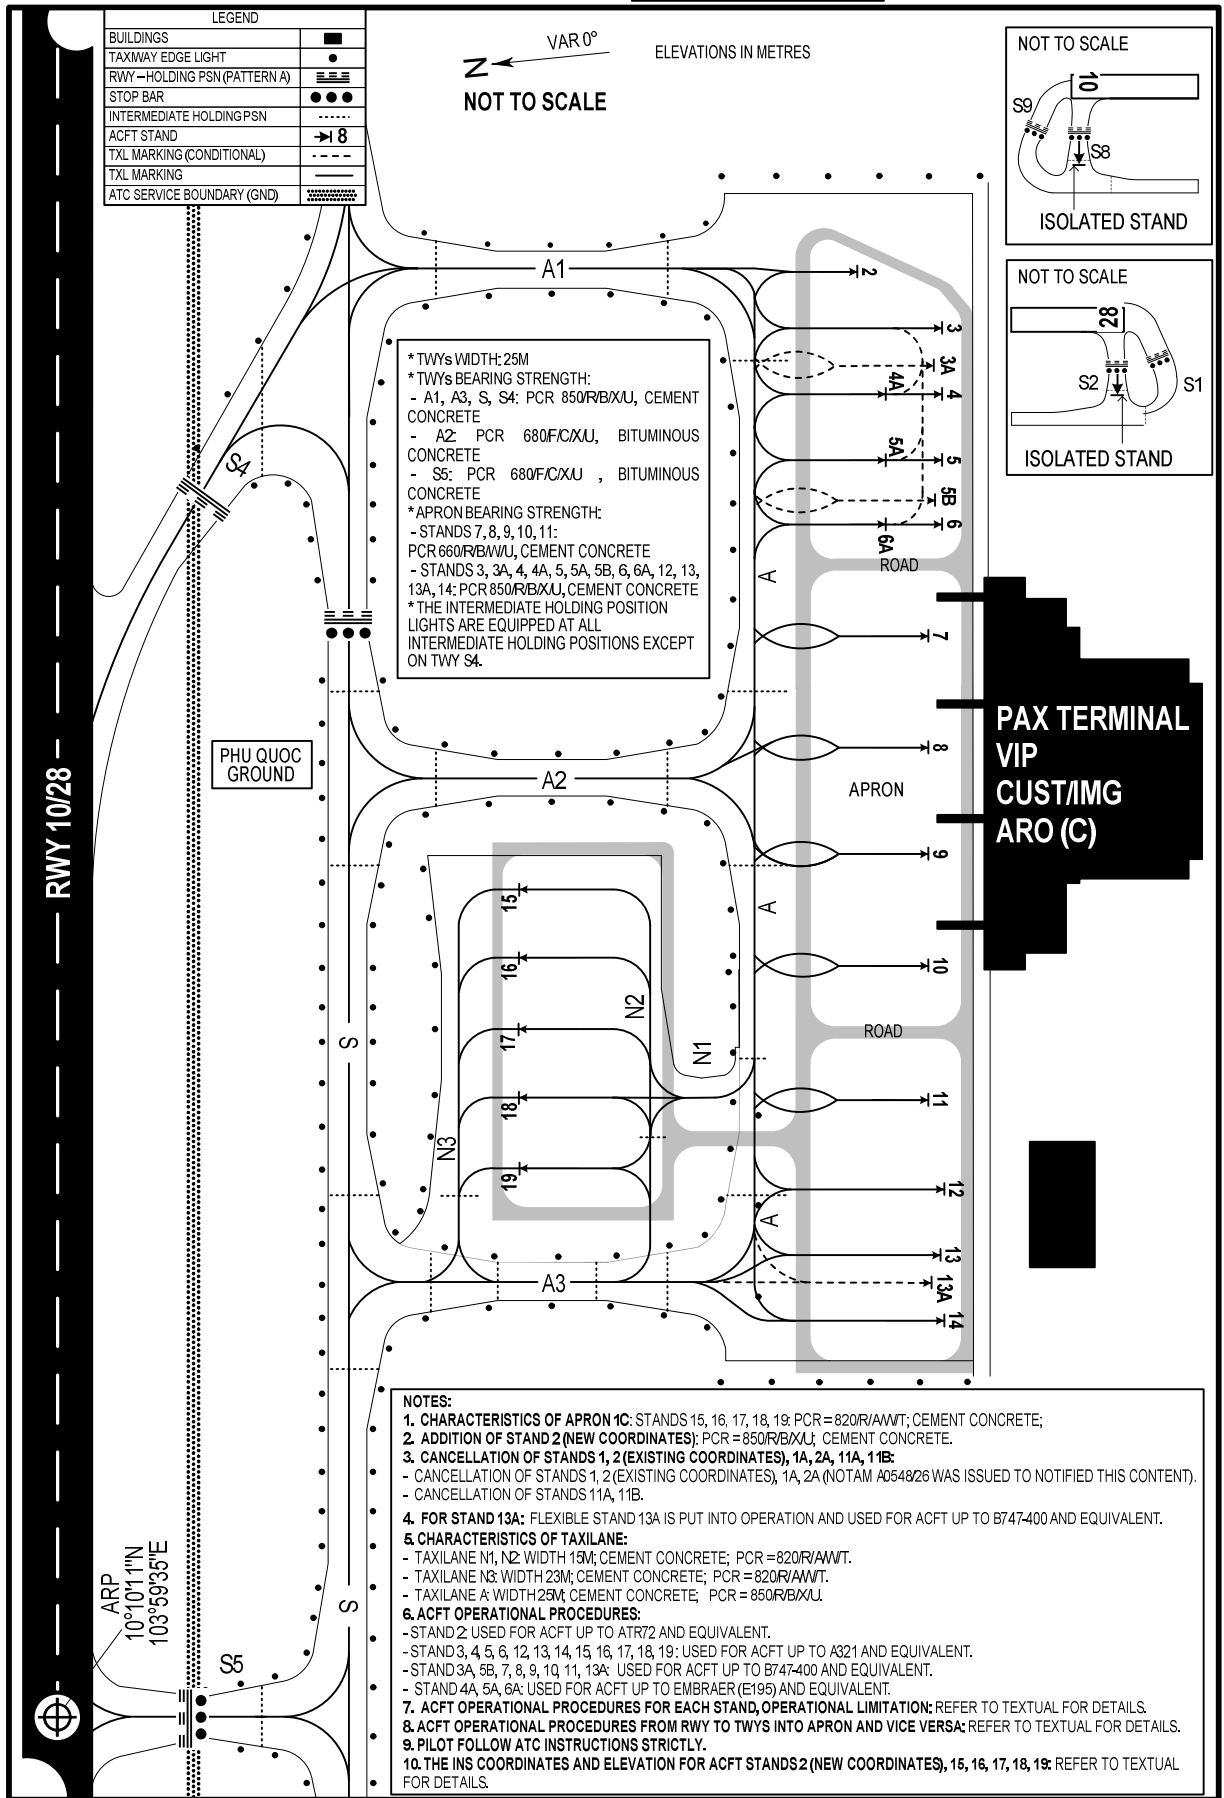 LEGEND
BUILDINGS
TAXIWAY EDGE LIGHT
RWY-HOLDING PSN (PATTERN A)
STOP BAR
INTERMEDIATE HOLDING PSN
ACFT STAND 8
TXL MARKING (CONDITIONAL)
TXL MARKING
ATC SERVICE BOUNDARY (GND)
VAR 0°
N
NOT TO SCALE
ELEVATIONS IN METRES
NOT TO SCALE
10
S9
S8
ISOLATED STAND
NOT TO SCALE
28
S2
S1
ISOLATED STAND
A1
2
3
3A
4A
4
5A
5
5B
6A
6
ROAD
A
S4
* TWYs WIDTH: 25M
* TWYs BEARING STRENGTH:
- A1, A3, S, S4: PCR 850/R/B/X/U, CEMENT
CONCRETE
- A2: PCR 680/F/C/X/U, BITUMINOUS
CONCRETE
- S5: PCR 680/F/C/X/U , BITUMINOUS
CONCRETE
* APRON BEARING STRENGTH:
- STANDS 7, 8, 9, 10, 11:
PCR 660/R/B/W/U, CEMENT CONCRETE
- STANDS 3, 3A, 4, 4A, 5, 5A, 5B, 6, 6A, 12, 13,
13A, 14: PCR 850/R/B/X/U, CEMENT CONCRETE
* THE INTERMEDIATE HOLDING POSITION
LIGHTS ARE EQUIPPED AT ALL
INTERMEDIATE HOLDING POSITIONS EXCEPT
ON TWY S4.
7
8
PHU QUOC
GROUND
A2
APRON
PAX TERMINAL
VIP
CUST/IMG
ARO (C)
RWY 10/28
9
A
15
16
10
N2
17
S
N1
ROAD
18
11
N3
19
12
A
13
A3
13A
14
NOTES:
1. CHARACTERISTICS OF APRON 1C: STANDS 15, 16, 17, 18, 19: PCR = 820/R/A/W/T; CEMENT CONCRETE;
2. ADDITION OF STAND 2 (NEW COORDINATES): PCR = 850/R/B/X/U; CEMENT CONCRETE.
3. CANCELLATION OF STANDS 1, 2 (EXISTING COORDINATES), 1A, 2A, 11A, 11B:
- CANCELLATION OF STANDS 1, 2 (EXISTING COORDINATES), 1A, 2A (NOTAM A0548/26 WAS ISSUED TO NOTIFIED THIS CONTENT).
- CANCELLATION OF STANDS 11A, 11B.
4. FOR STAND 13A: FLEXIBLE STAND 13A IS PUT INTO OPERATION AND USED FOR ACFT UP TO B747-400 AND EQUIVALENT.
5. CHARACTERISTICS OF TAXILANE:
- TAXILANE N1, N2: WIDTH 15M; CEMENT CONCRETE; PCR =820/R/A/W/T.
- TAXILANE N3: WIDTH 23M; CEMENT CONCRETE; PCR = 820/R/A/W/T.
- TAXILANE A: WIDTH 25M; CEMENT CONCRETE; PCR = 850/R/B/X/U.
6. ACFT OPERATIONAL PROCEDURES:
- STAND 2: USED FOR ACFT UP TO ATR72 AND EQUIVALENT.
- STAND 3, 4, 5, 6, 12, 13, 14, 15, 16, 17, 18, 19: USED FOR ACFT UP TO A321 AND EQUIVALENT.
- STAND 3A, 5B, 7, 8, 9, 10, 11, 13A: USED FOR ACFT UP TO B747-400 AND EQUIVALENT.
- STAND 4A, 5A, 6A: USED FOR ACFT UP TO EMBRAER (E195) AND EQUIVALENT.
7. ACFT OPERATIONAL PROCEDURES FOR EACH STAND, OPERATIONAL LIMITATION: REFER TO TEXTUAL FOR DETAILS.
8. ACFT OPERATIONAL PROCEDURES FROM RWY TO TWYS INTO APRON AND VICE VERSA: REFER TO TEXTUAL FOR DETAILS.
9. PILOT FOLLOW ATC INSTRUCTIONS STRICTLY.
10. THE INS COORDINATES AND ELEVATION FOR ACFT STANDS 2 (NEW COORDINATES), 15, 16, 17, 18, 19: REFER TO TEXTUAL
FOR DETAILS.
ARP
10°10'11"N
103°59'35"E
S
S5